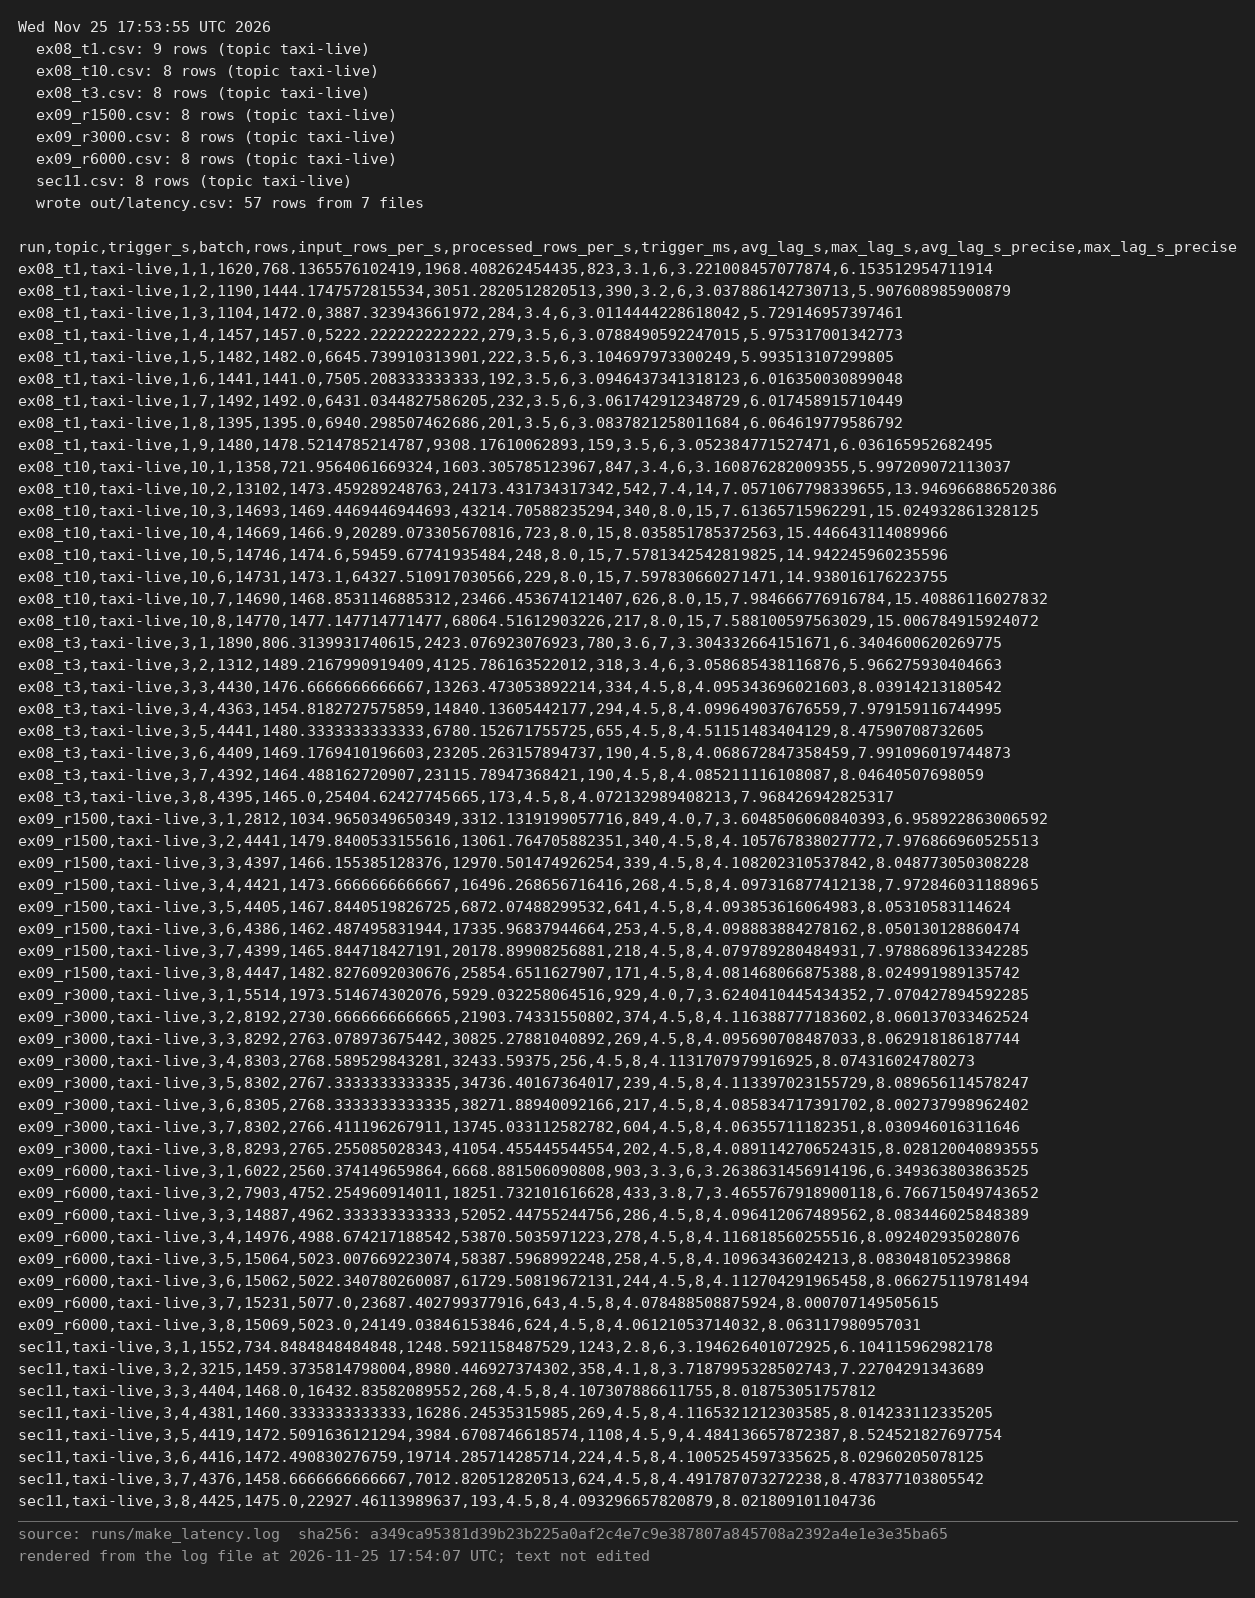 Wed Nov 25 17:53:55 UTC 2026
ex08_t1.csv: 9 rows (topic taxi-live)
ex08_t10.csv: 8 rows (topic taxi-live)
ex08_t3.csv: 8 rows (topic taxi-live)
ex09_r1500.csv: 8 rows (topic taxi-live)
ex09_r3000.csv: 8 rows (topic taxi-live)
ex09_r6000.csv: 8 rows (topic taxi-live)
sec11.csv: 8 rows (topic taxi-live)
wrote out/latency.csv: 57 rows from 7 files
run,topic,trigger_s,batch,rows,input_rows_per_s,processed_rows_per_s,trigger_ms,avg_lag_s,max_lag_s,avg_lag_s_precise,max_lag_s_precise
ex08_t1,taxi-live,1,1,1620,768.1365576102419,1968.408262454435,823,3.1,6,3.221008457077874,6.153512954711914
ex08_t1,taxi-live,1,2,1190,1444.1747572815534,3051.2820512820513,390,3.2,6,3.037886142730713,5.907608985900879
ex08_t1,taxi-live,1,3,1104,1472.0,3887.323943661972,284,3.4,6,3.0114444228618042,5.729146957397461
ex08_t1,taxi-live,1,4,1457,1457.0,5222.222222222222,279,3.5,6,3.0788490592247015,5.975317001342773
ex08_t1,taxi-live,1,5,1482,1482.0,6645.739910313901,222,3.5,6,3.104697973300249,5.993513107299805
ex08_t1,taxi-live,1,6,1441,1441.0,7505.208333333333,192,3.5,6,3.0946437341318123,6.016350030899048
ex08_t1,taxi-live,1,7,1492,1492.0,6431.0344827586205,232,3.5,6,3.061742912348729,6.017458915710449
ex08_t1,taxi-live,1,8,1395,1395.0,6940.298507462686,201,3.5,6,3.0837821258011684,6.064619779586792
ex08_t1,taxi-live,1,9,1480,1478.5214785214787,9308.17610062893,159,3.5,6,3.052384771527471,6.036165952682495
ex08_t10,taxi-live,10,1,1358,721.9564061669324,1603.305785123967,847,3.4,6,3.160876282009355,5.997209072113037
ex08_t10,taxi-live,10,2,13102,1473.459289248763,24173.431734317342,542,7.4,14,7.0571067798339655,13.946966886520386
ex08_t10,taxi-live,10,3,14693,1469.4469446944693,43214.70588235294,340,8.0,15,7.61365715962291,15.024932861328125
ex08_t10,taxi-live,10,4,14669,1466.9,20289.073305670816,723,8.0,15,8.035851785372563,15.446643114089966
ex08_t10,taxi-live,10,5,14746,1474.6,59459.67741935484,248,8.0,15,7.5781342542819825,14.942245960235596
ex08_t10,taxi-live,10,6,14731,1473.1,64327.510917030566,229,8.0,15,7.597830660271471,14.938016176223755
ex08_t10,taxi-live,10,7,14690,1468.8531146885312,23466.453674121407,626,8.0,15,7.984666776916784,15.40886116027832
ex08_t10,taxi-live,10,8,14770,1477.147714771477,68064.51612903226,217,8.0,15,7.588100597563029,15.006784915924072
ex08_t3,taxi-live,3,1,1890,806.3139931740615,2423.076923076923,780,3.6,7,3.304332664151671,6.3404600620269775
ex08_t3,taxi-live,3,2,1312,1489.2167990919409,4125.786163522012,318,3.4,6,3.058685438116876,5.966275930404663
ex08_t3,taxi-live,3,3,4430,1476.6666666666667,13263.473053892214,334,4.5,8,4.095343696021603,8.03914213180542
ex08_t3,taxi-live,3,4,4363,1454.8182727575859,14840.13605442177,294,4.5,8,4.099649037676559,7.979159116744995
ex08_t3,taxi-live,3,5,4441,1480.3333333333333,6780.152671755725,655,4.5,8,4.51151483404129,8.47590708732605
ex08_t3,taxi-live,3,6,4409,1469.1769410196603,23205.263157894737,190,4.5,8,4.068672847358459,7.991096019744873
ex08_t3,taxi-live,3,7,4392,1464.488162720907,23115.78947368421,190,4.5,8,4.085211116108087,8.04640507698059
ex08_t3,taxi-live,3,8,4395,1465.0,25404.62427745665,173,4.5,8,4.072132989408213,7.968426942825317
ex09_r1500,taxi-live,3,1,2812,1034.9650349650349,3312.1319199057716,849,4.0,7,3.6048506060840393,6.958922863006592
ex09_r1500,taxi-live,3,2,4441,1479.8400533155616,13061.764705882351,340,4.5,8,4.105767838027772,7.976866960525513
ex09_r1500,taxi-live,3,3,4397,1466.155385128376,12970.501474926254,339,4.5,8,4.108202310537842,8.048773050308228
ex09_r1500,taxi-live,3,4,4421,1473.6666666666667,16496.268656716416,268,4.5,8,4.097316877412138,7.972846031188965
ex09_r1500,taxi-live,3,5,4405,1467.8440519826725,6872.07488299532,641,4.5,8,4.093853616064983,8.05310583114624
ex09_r1500,taxi-live,3,6,4386,1462.487495831944,17335.96837944664,253,4.5,8,4.098883884278162,8.050130128860474
ex09_r1500,taxi-live,3,7,4399,1465.844718427191,20178.89908256881,218,4.5,8,4.079789280484931,7.9788689613342285
ex09_r1500,taxi-live,3,8,4447,1482.8276092030676,25854.6511627907,171,4.5,8,4.081468066875388,8.024991989135742
ex09_r3000,taxi-live,3,1,5514,1973.514674302076,5929.032258064516,929,4.0,7,3.6240410445434352,7.070427894592285
ex09_r3000,taxi-live,3,2,8192,2730.6666666666665,21903.74331550802,374,4.5,8,4.116388777183602,8.060137033462524
ex09_r3000,taxi-live,3,3,8292,2763.078973675442,30825.27881040892,269,4.5,8,4.095690708487033,8.062918186187744
ex09_r3000,taxi-live,3,4,8303,2768.589529843281,32433.59375,256,4.5,8,4.1131707979916925,8.074316024780273
ex09_r3000,taxi-live,3,5,8302,2767.3333333333335,34736.40167364017,239,4.5,8,4.113397023155729,8.089656114578247
ex09_r3000,taxi-live,3,6,8305,2768.3333333333335,38271.88940092166,217,4.5,8,4.085834717391702,8.002737998962402
ex09_r3000,taxi-live,3,7,8302,2766.411196267911,13745.033112582782,604,4.5,8,4.06355711182351,8.030946016311646
ex09_r3000,taxi-live,3,8,8293,2765.255085028343,41054.455445544554,202,4.5,8,4.0891142706524315,8.028120040893555
ex09_r6000,taxi-live,3,1,6022,2560.374149659864,6668.881506090808,903,3.3,6,3.2638631456914196,6.349363803863525
ex09_r6000,taxi-live,3,2,7903,4752.254960914011,18251.732101616628,433,3.8,7,3.4655767918900118,6.766715049743652
ex09_r6000,taxi-live,3,3,14887,4962.333333333333,52052.44755244756,286,4.5,8,4.096412067489562,8.083446025848389
ex09_r6000,taxi-live,3,4,14976,4988.674217188542,53870.5035971223,278,4.5,8,4.116818560255516,8.092402935028076
ex09_r6000,taxi-live,3,5,15064,5023.007669223074,58387.5968992248,258,4.5,8,4.10963436024213,8.083048105239868
ex09_r6000,taxi-live,3,6,15062,5022.340780260087,61729.50819672131,244,4.5,8,4.112704291965458,8.066275119781494
ex09_r6000,taxi-live,3,7,15231,5077.0,23687.402799377916,643,4.5,8,4.078488508875924,8.000707149505615
ex09_r6000,taxi-live,3,8,15069,5023.0,24149.03846153846,624,4.5,8,4.06121053714032,8.063117980957031
sec11,taxi-live,3,1,1552,734.8484848484848,1248.5921158487529,1243,2.8,6,3.194626401072925,6.104115962982178
sec11,taxi-live,3,2,3215,1459.3735814798004,8980.446927374302,358,4.1,8,3.7187995328502743,7.22704291343689
sec11,taxi-live,3,3,4404,1468.0,16432.83582089552,268,4.5,8,4.107307886611755,8.018753051757812
sec11,taxi-live,3,4,4381,1460.3333333333333,16286.24535315985,269,4.5,8,4.1165321212303585,8.014233112335205
sec11,taxi-live,3,5,4419,1472.5091636121294,3984.6708746618574,1108,4.5,9,4.484136657872387,8.524521827697754
sec11,taxi-live,3,6,4416,1472.490830276759,19714.285714285714,224,4.5,8,4.1005254597335625,8.02960205078125
sec11,taxi-live,3,7,4376,1458.6666666666667,7012.820512820513,624,4.5,8,4.491787073272238,8.478377103805542
sec11,taxi-live,3,8,4425,1475.0,22927.46113989637,193,4.5,8,4.093296657820879,8.021809101104736
source: runs/make_latency.log  sha256: a349ca95381d39b23b225a0af2c4e7c9e387807a845708a2392a4e1e3e35ba65
rendered from the log file at 2026-11-25 17:54:07 UTC; text not edited